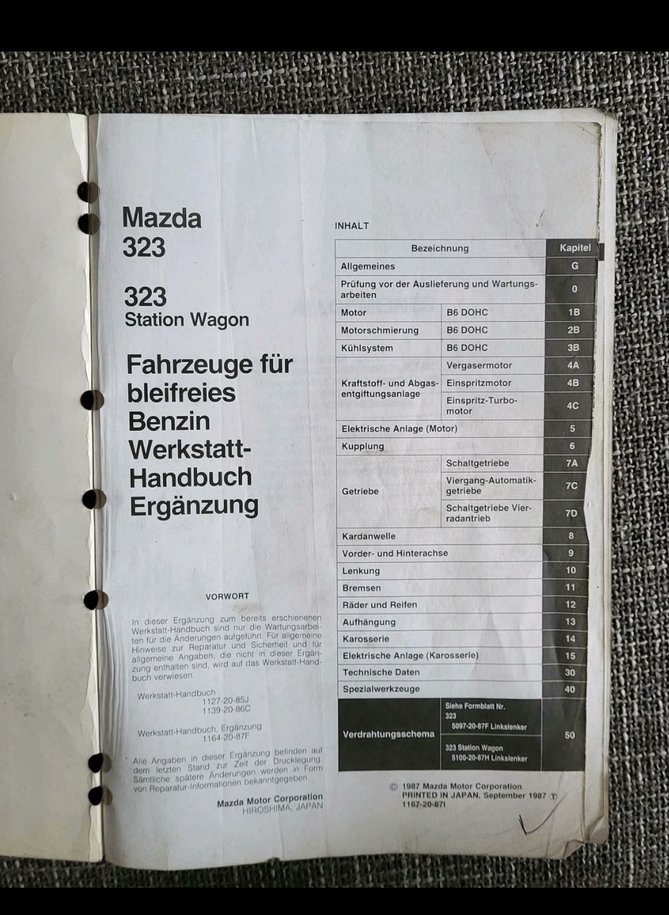 Mazda
323
323
Station Wagon
Fahrzeuge für
bleifreies
Benzin
Werkstatt-
Handbuch
Ergänzung
VORWORT
In dieser Ergänzung zum bereits erschienenen
Werkstatt-Handbuch sind nur die Wartungsarbei-
ten für die Änderungen aufgeführt. Für allgemeine
Hinweise zur Reparatur und Sicherheit und für
allgemeine Angaben, die nicht in dieser Ergän-
zung enthalten sind, wird auf das Werkstatt-Hand-
buch verwiesen.
Werkstatt-Handbuch
1127-20-85J
1139-20-86C
Werkstatt-Handbuch, Ergänzung
1164-20-87F
* Alle Angaben in dieser Ergänzung befinden auf
dem letzten Stand zur Zeit der Drucklegung.
Sämtliche spätere Änderungen werden in Form
von Reparatur-Informationen bekanntgegeben.
Mazda Motor Corporation
HIROSHIMA, JAPAN
INHALT
Bezeichnung Kapitel
Allgemeines G
Prüfung vor der Auslieferung und Wartungs-
arbeiten 0
Motor B6 DOHC 1B
Motorschmierung B6 DOHC 2B
Kühlsystem B6 DOHC 3B
Kraftstoff- und Abgas-
entgiftungsanlage
Vergasermotor 4A
Einspritzmotor 4B
Einspritz-Turbo-
motor 4C
Elektrische Anlage (Motor) 5
Kupplung 6
Getriebe
Schaltgetriebe 7A
Viergang-Automatik-
getriebe 7C
Schaltgetriebe Vier-
radantrieb 7D
Kardanwelle 8
Vorder- und Hinterachse 9
Lenkung 10
Bremsen 11
Räder und Reifen 12
Aufhängung 13
Karosserie 14
Elektrische Anlage (Karosserie) 15
Technische Daten 30
Spezialwerkzeuge 40
Verdrahtungsschema
Siehe Formblatt Nr.
323
5097-20-87F Linkslenker
323 Station Wagon
5100-20-87H Linkslenker
50
© 1987 Mazda Motor Corporation
PRINTED IN JAPAN, September 1987 T
1167-20-87I